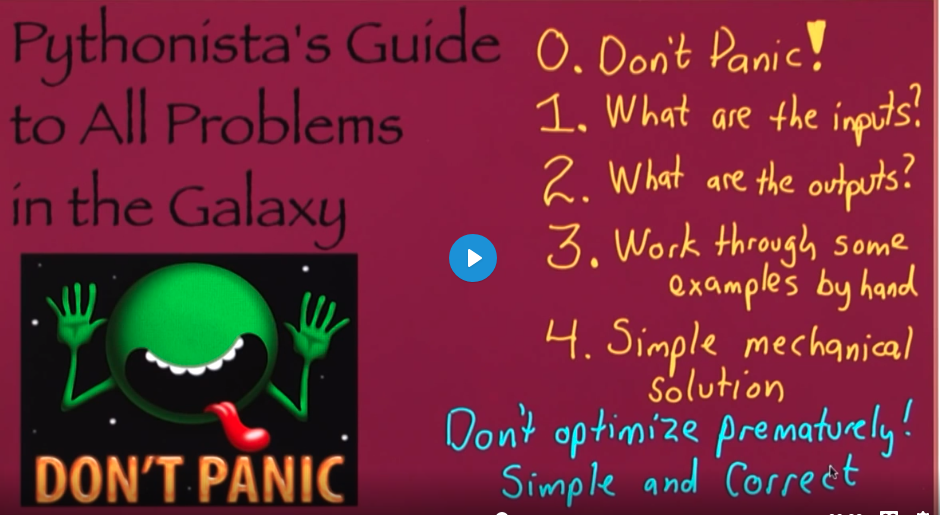 Pythonista's Guide
to All Problems
in the Galaxy
DON'T PANIC
0. Don't Panic!
1. What are the inputs?
2. What are the outputs?
3. Work through some
examples by hand
4. Simple mechanical
solution
Don't optimize prematurely!
Simple and Correct